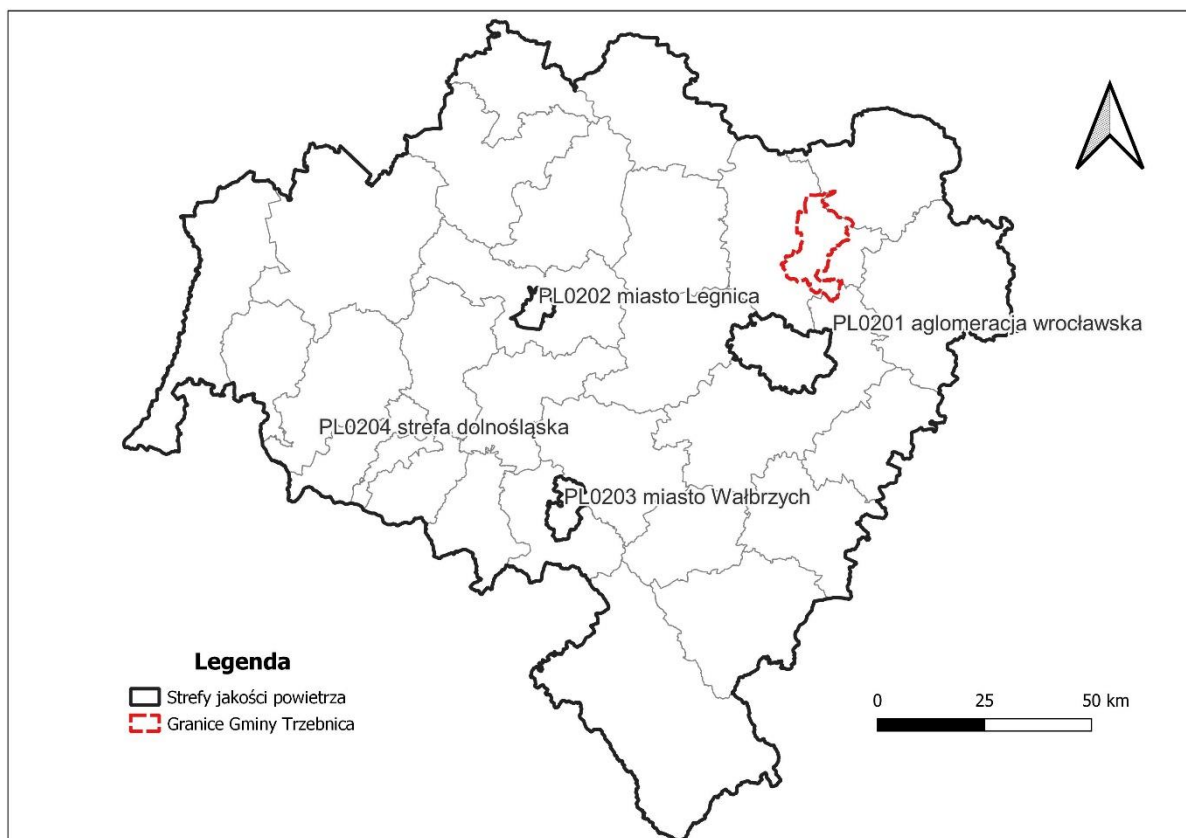 PL0202 miasto Legnica
PL0201 aglomeracja wrocławska
PL0204 strefa dolnośląska
PL0203 miasto Wałbrzych
Legenda
Strefy jakości powietrza
Granice Gminy Trzebnica
0 25 50 km